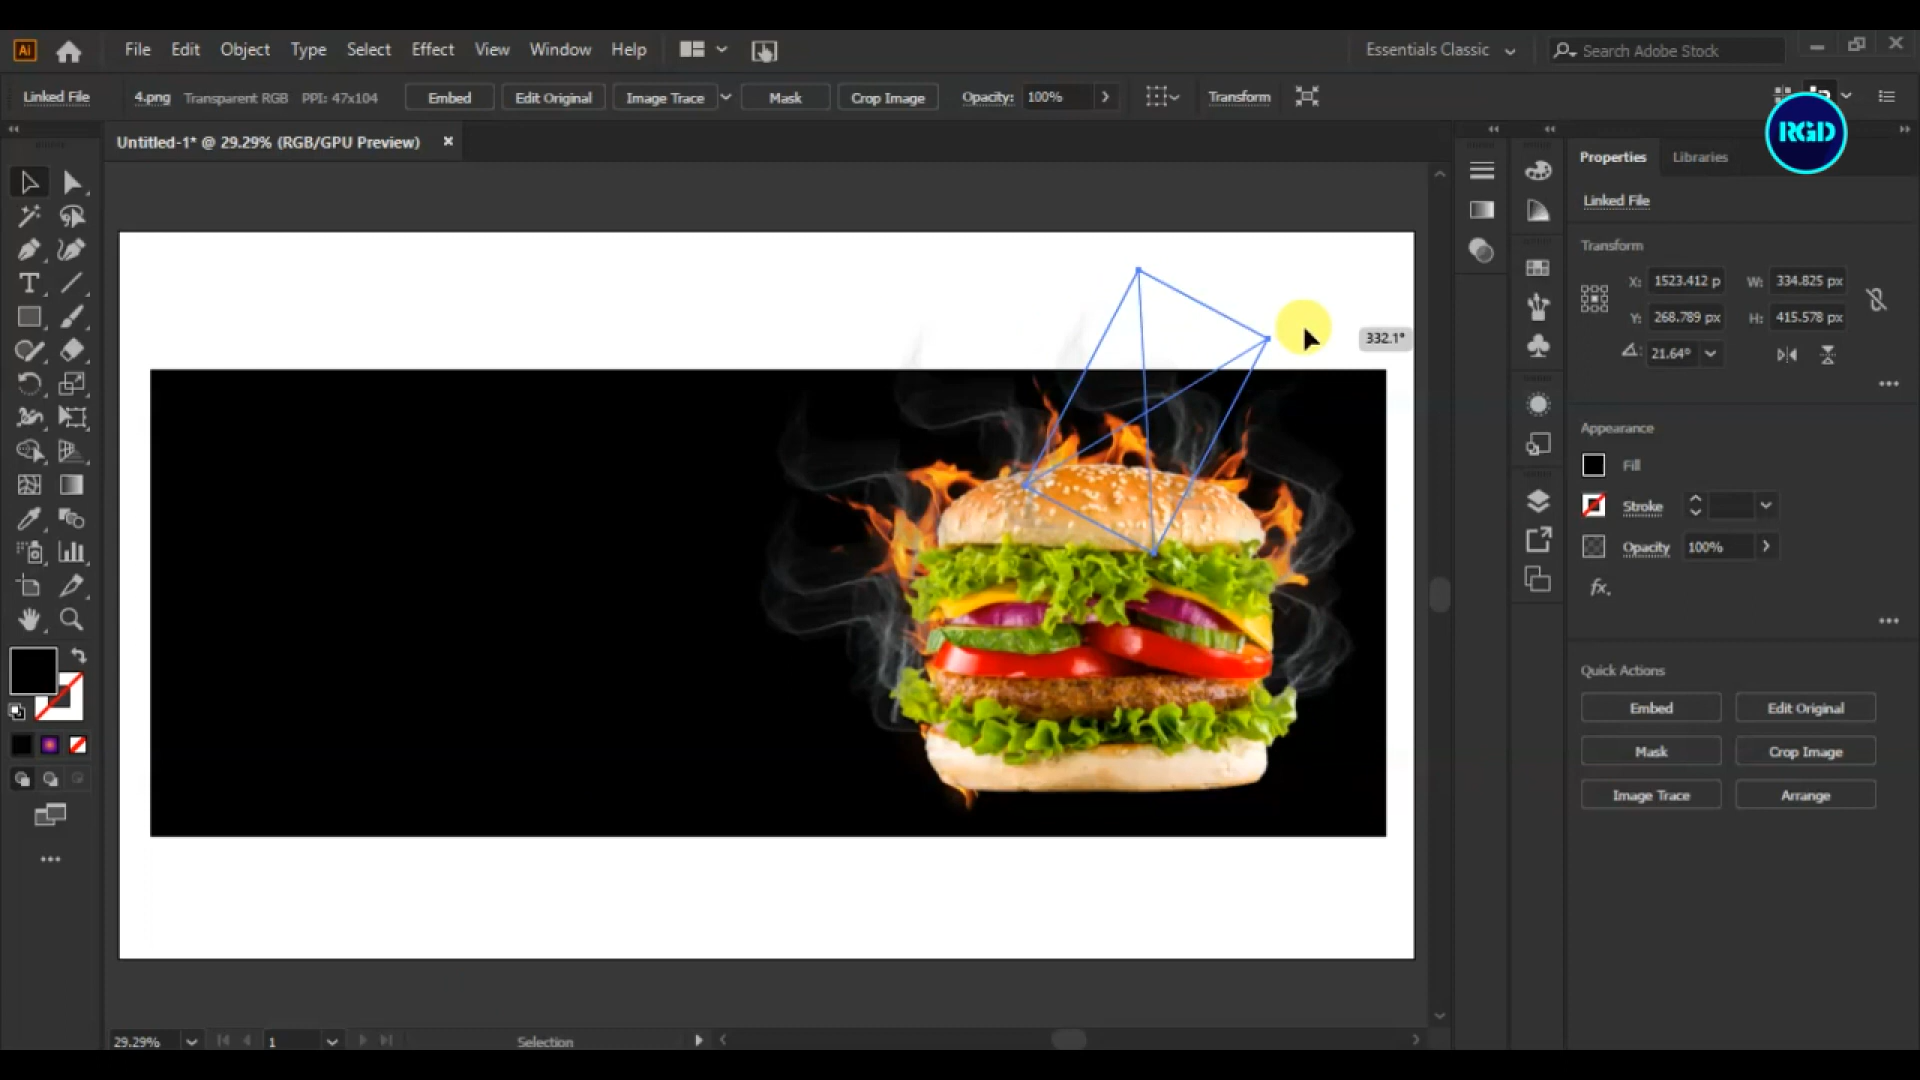 Ai File Edit Object Type Select Effect View Window Help Essentials Classic Search Adobe Stock
Linked File 4.png Transparent RGB PPI: 47x104 Embed Edit Original Image Trace Mask Crop Image Opacity: 100% Transform
RGD
Untitled-1* @ 29.29% (RGB/GPU Preview)
Properties Libraries
Linked File
Transform
X: 1523.412 p W: 334.825 px
Y: 268.789 px H: 415.578 px
21.64°
332.1°
Appearance
Fill
Stroke
Opacity 100%
fx.
Quick Actions
Embed Edit Original
Mask Crop Image
Image Trace Arrange
29.29% 1 Selection